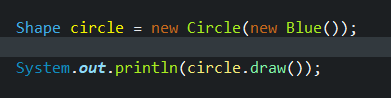 Shape circle = new Circle(new Blue());
System.out.println(circle.draw());